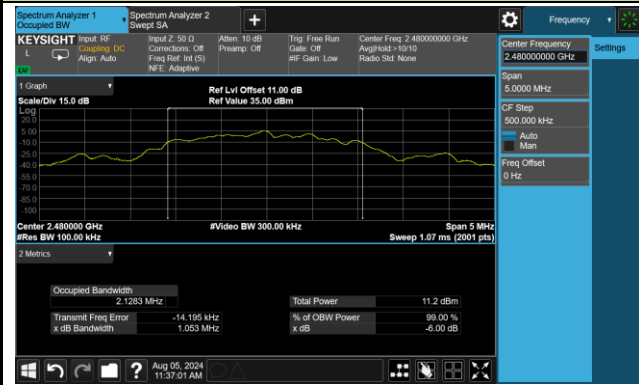 Spectrum Analyzer 1
Occupied BW
Spectrum Analyzer 2
Swept SA
Frequency
KEYSIGHT
L
Input: RF
Coupling: DC
Align: Auto
Input Z: 50 Ω
Corrections: Off
Freq Ref: Int (S)
NFE: Adaptive
Atten: 10 dB
Preamp: Off
Trig: Free Run
Gate: Off
#IF Gain: Low
Center Freq: 2.480000000 GHz
Avg|Hold:>10/10
Radio Std: None
Center Frequency
2.480000000 GHz
Settings
Span
5.0000 MHz
CF Step
500.000 kHz
Auto
Man
Freq Offset
0 Hz
1 Graph
Scale/Div 15.0 dB
Ref Lvl Offset 11.00 dB
Ref Value 35.00 dBm
Log
20.0
5.00
-10.0
-25.0
-40.0
-55.0
-70.0
-85.0
-100
Center 2.480000 GHz
#Video BW 300.00 kHz
Span 5 MHz
#Res BW 100.00 kHz
Sweep 1.07 ms (2001 pts)
2 Metrics
Occupied Bandwidth
2.1283 MHz
Total Power 11.2 dBm
Transmit Freq Error -14.195 kHz
% of OBW Power 99.00 %
x dB Bandwidth 1.053 MHz
x dB -6.00 dB
Aug 05, 2024
11:37:01 AM